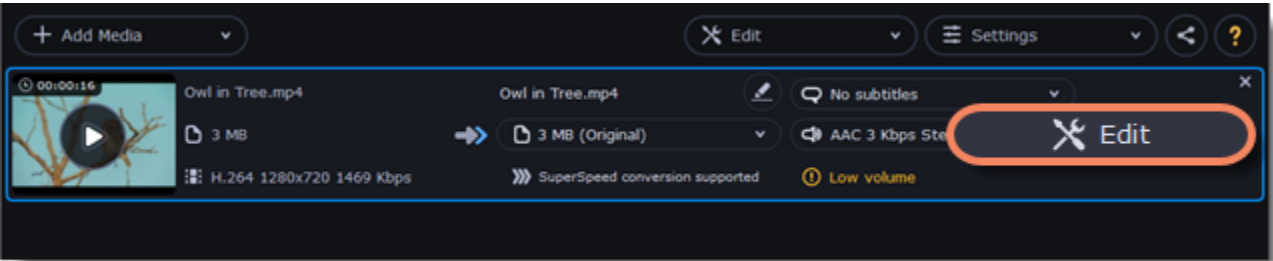 Add Media
Edit
Settings
?
00:00:16
Owl in Tree.mp4
Owl in Tree.mp4
No subtitles
3 MB
3 MB (Original)
AAC 3 Kbps Ste
Edit
H.264 1280x720 1469 Kbps
SuperSpeed conversion supported
Low volume